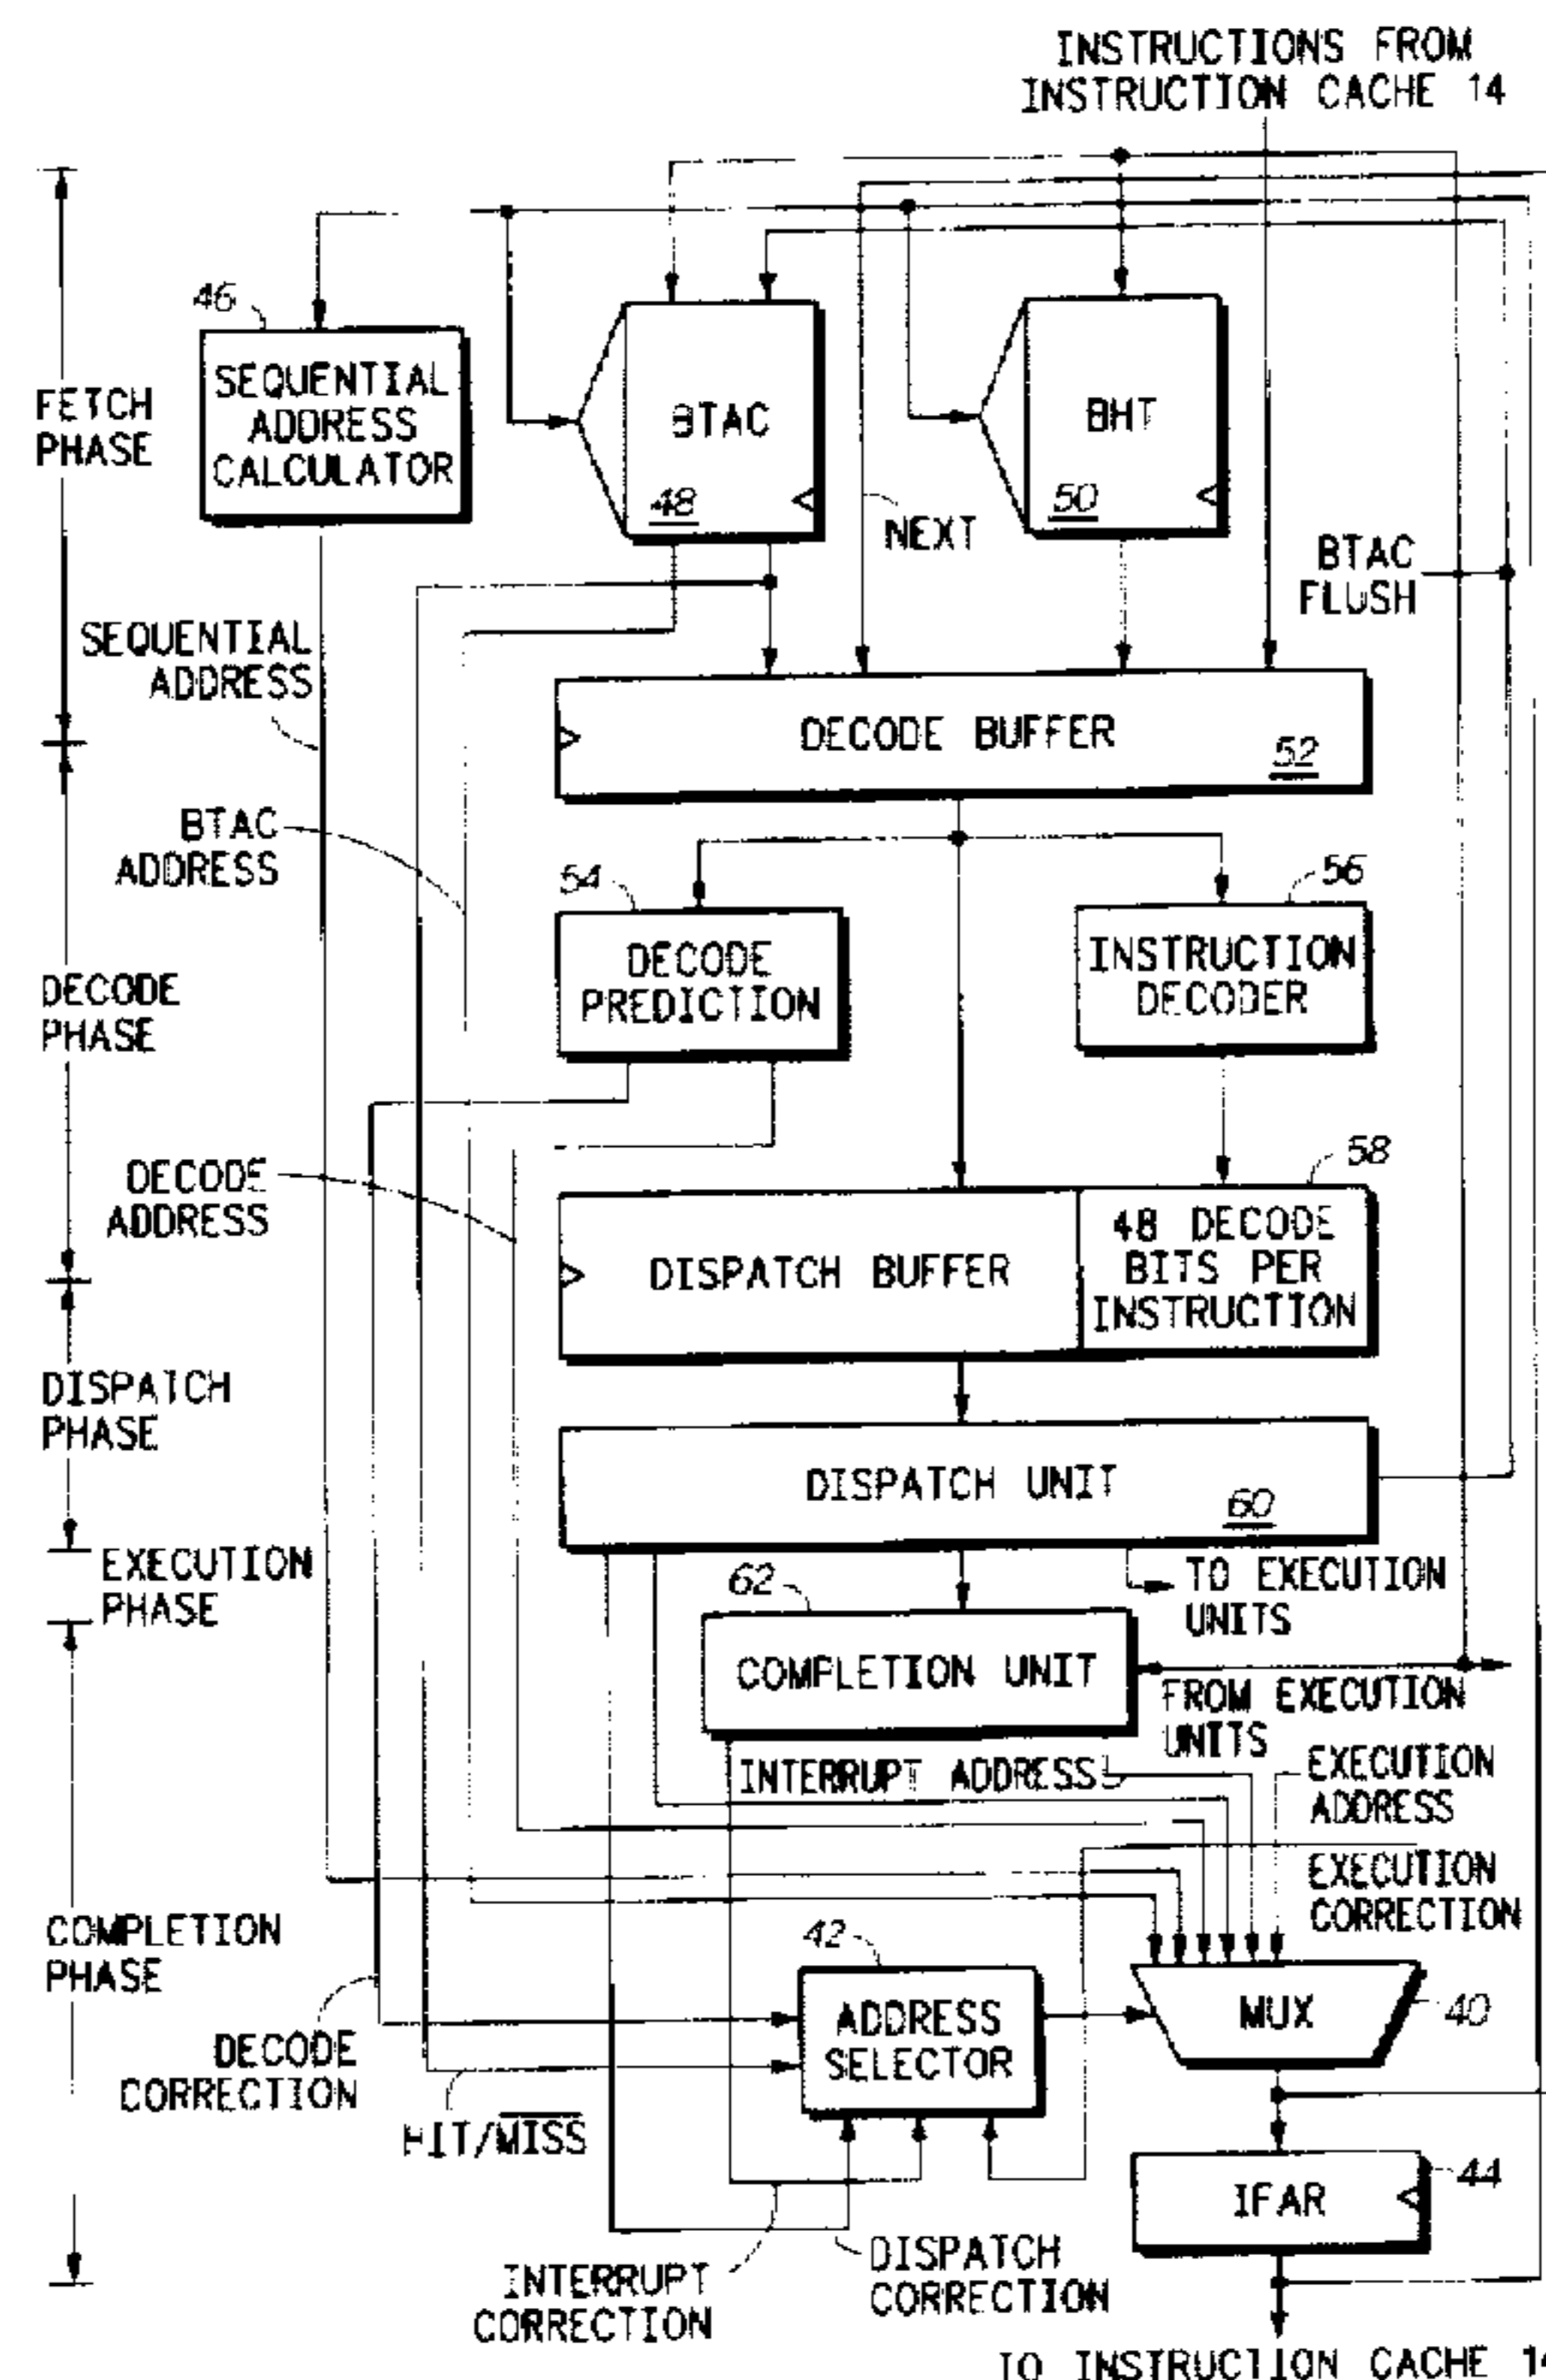 INSTRUCTIONS FROM
INSTRUCTION CACHE 14
46
SEQUENTIAL
ADDRESS
CALCULATOR
BTAC
48
BHT
50
FETCH
PHASE
NEXT
BTAC
FLUSH
SEQUENTIAL
ADDRESS
DECODE BUFFER
52
BTAC
ADDRESS
54
DECODE
PREDICTION
56
INSTRUCTION
DECODER
DECODE
PHASE
DECODE
ADDRESS
58
DISPATCH BUFFER
48 DECODE
BITS PER
INSTRUCTION
DISPATCH
PHASE
DISPATCH UNIT
60
EXECUTION
PHASE
TO EXECUTION
UNITS
62
COMPLETION UNIT
FROM EXECUTION
UNITS
INTERRUPT ADDRESS
EXECUTION
ADDRESS
EXECUTION
CORRECTION
COMPLETION
PHASE
42
ADDRESS
SELECTOR
MUX
40
DECODE
CORRECTION
HIT/MISS
IFAR
44
INTERRUPT
CORRECTION
DISPATCH
CORRECTION
TO INSTRUCTION CACHE 14